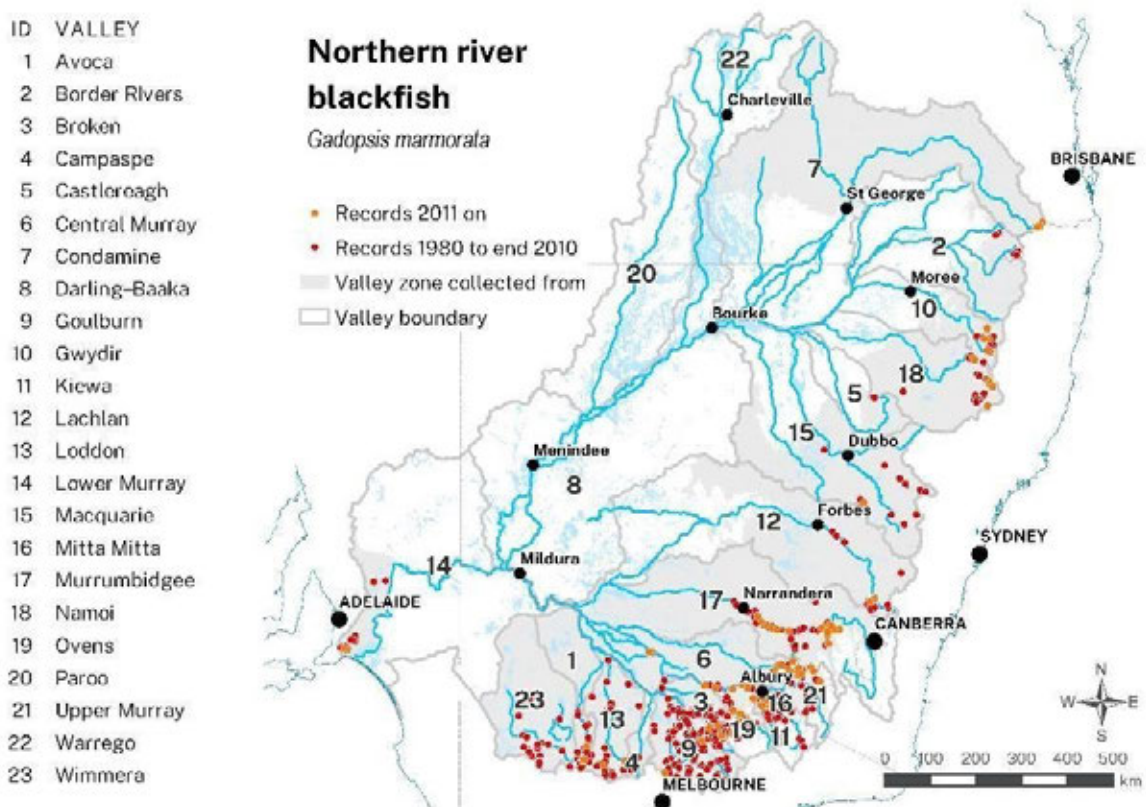 ID VALLEY
1 Avoca
2 Border RIvers
3 Broken
4 Campaspe
5 Castlereagh
6 Central Murray
7 Condamine
8 Darling–Baaka
9 Goulburn
10 Gwydir
11 Kiewa
12 Lachlan
13 Loddon
14 Lower Murray
15 Macquarie
16 Mitta Mitta
17 Murrumbidgee
18 Namoi
19 Ovens
20 Paroo
21 Upper Murray
22 Warrego
23 Wimmera
Northern river
blackfish
Gadopsis marmorata
Records 2011 on
Records 1980 to end 2010
Valley zone collected from
Valley boundary
22
Charleville
BRISBANE
7
St George
2
20
Moree
10
Bourke
18
5
15
Dubbo
Menindee
8
Forbes
12
SYDNEY
14
Mildura
ADELAIDE
17
Narrandera
CANBERRA
1
6
Albury
23
3
16
21
13
19
9
11
4
MELBOURNE
N
W E
S
0 100 200 300 400 500
km